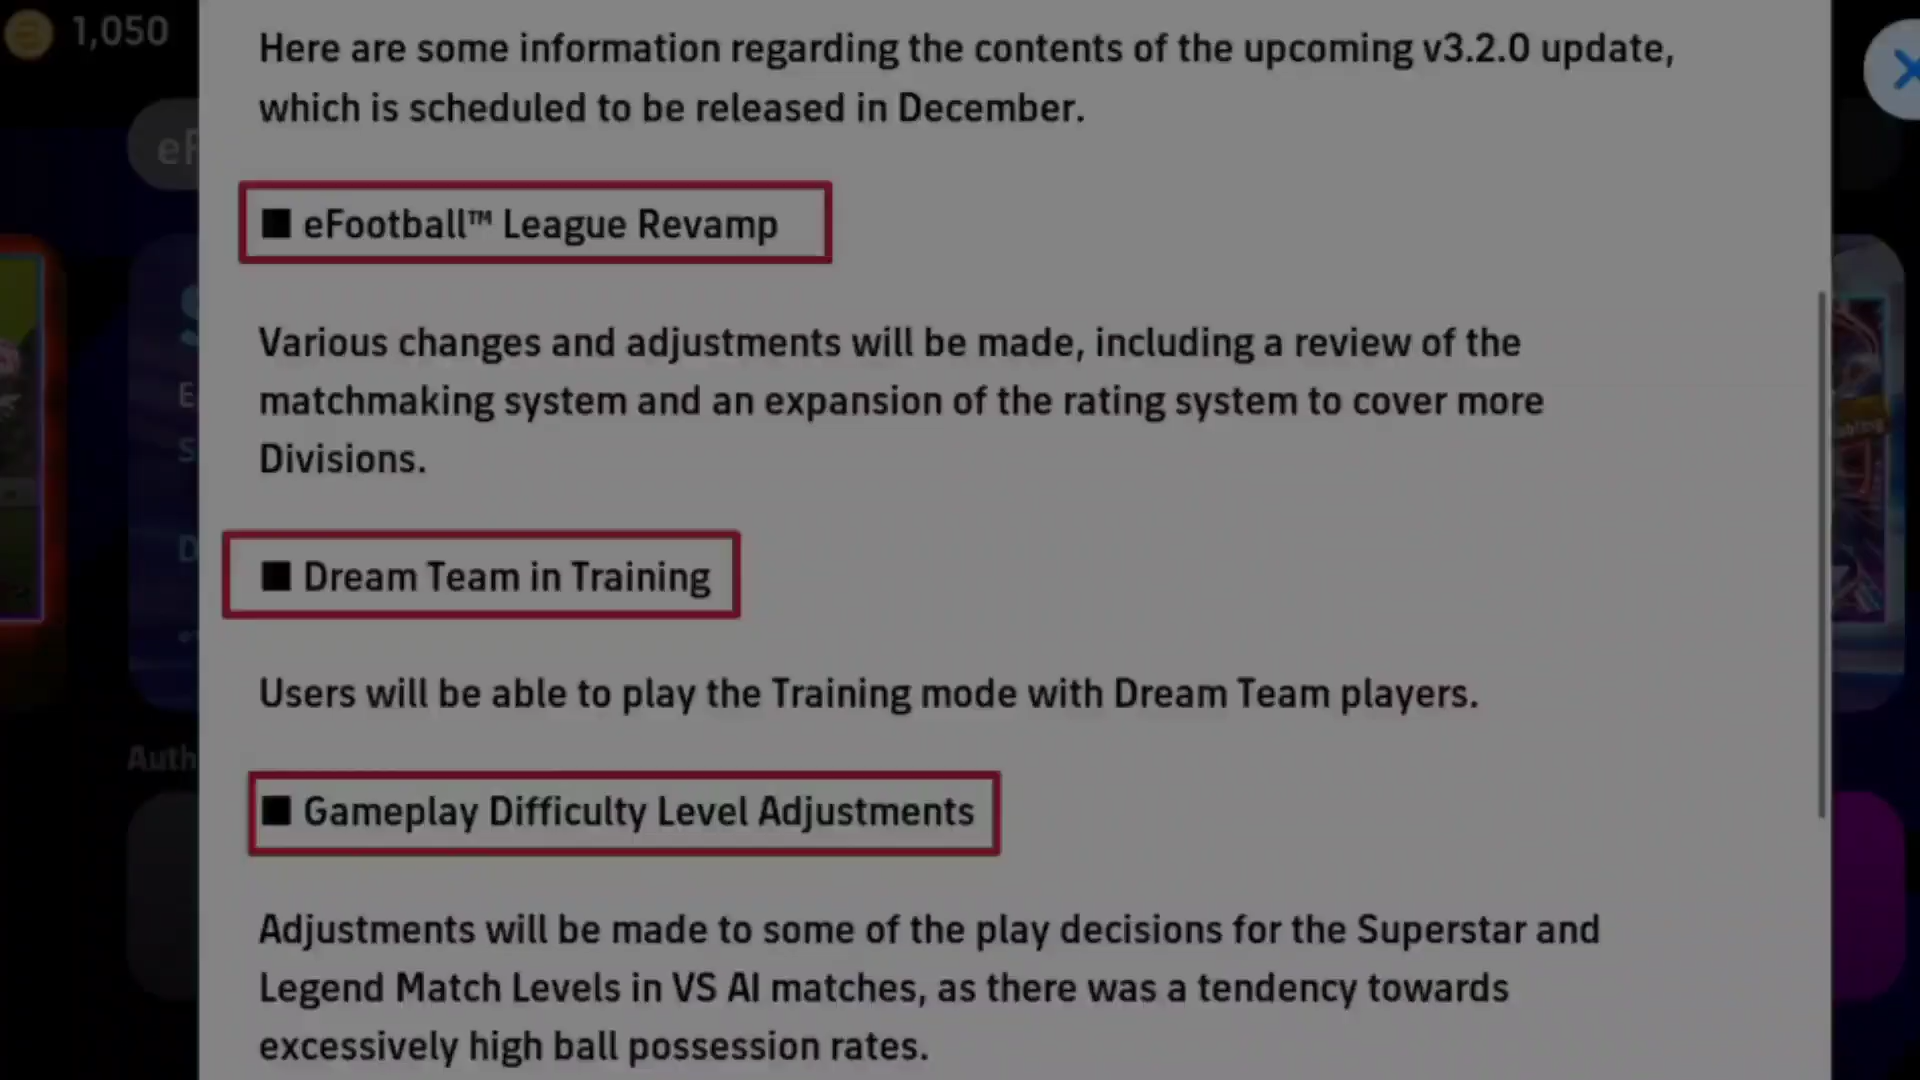 1,050
Here are some information regarding the contents of the upcoming v3.2.0 update,
which is scheduled to be released in December.
eF
■ eFootball™ League Revamp
Various changes and adjustments will be made, including a review of the
matchmaking system and an expansion of the rating system to cover more
Divisions.
■ Dream Team in Training
Users will be able to play the Training mode with Dream Team players.
Auth
■ Gameplay Difficulty Level Adjustments
Adjustments will be made to some of the play decisions for the Superstar and
Legend Match Levels in VS AI matches, as there was a tendency towards
excessively high ball possession rates.